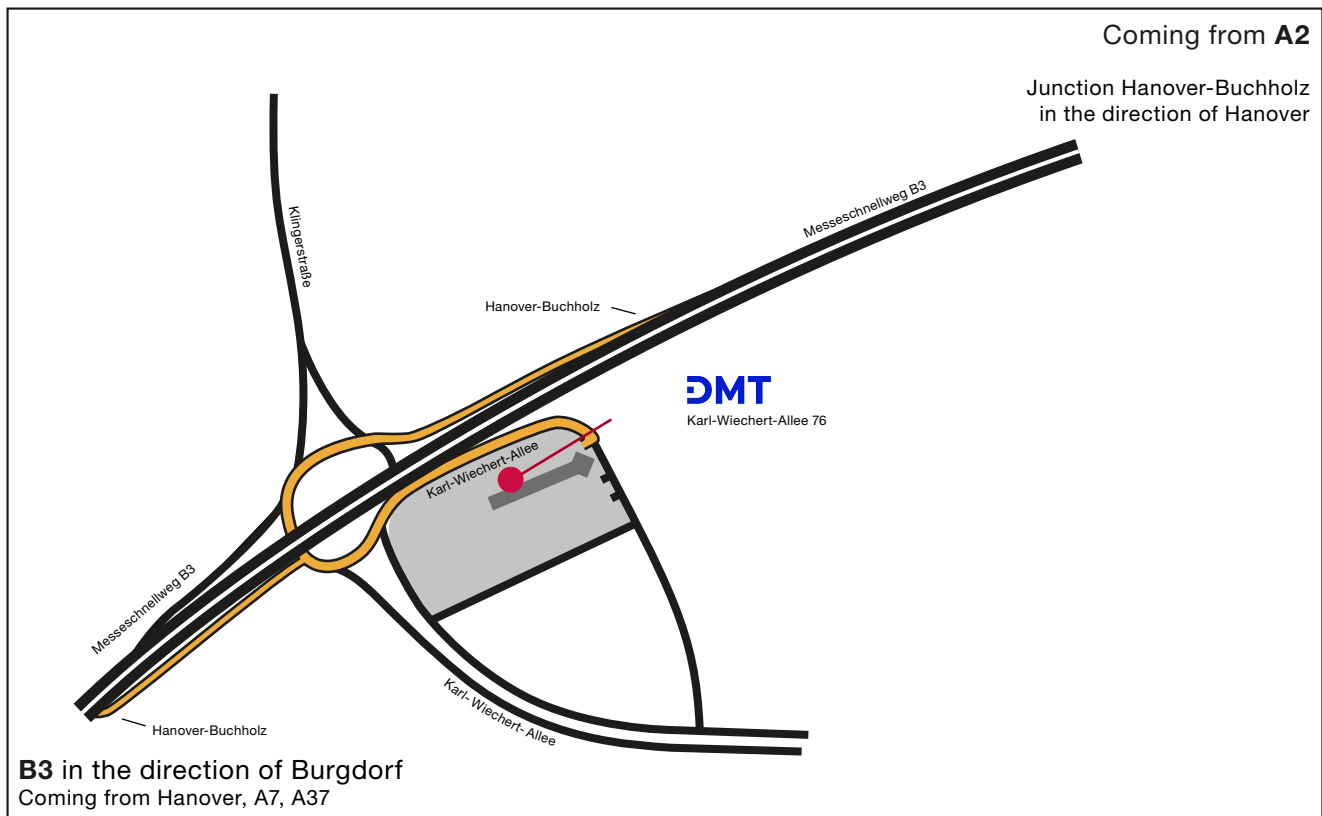 Coming from A2
Junction Hanover-Buchholz
in the direction of Hanover
Messeschnellweg B3
Klingerstraße
Hanover-Buchholz
DMT
Karl-Wiechert-Allee 76
Karl-Wiechert-Allee
Messeschnellweg B3
Karl-Wiechert-Allee
Hanover-Buchholz
B3 in the direction of Burgdorf
Coming from Hanover, A7, A37